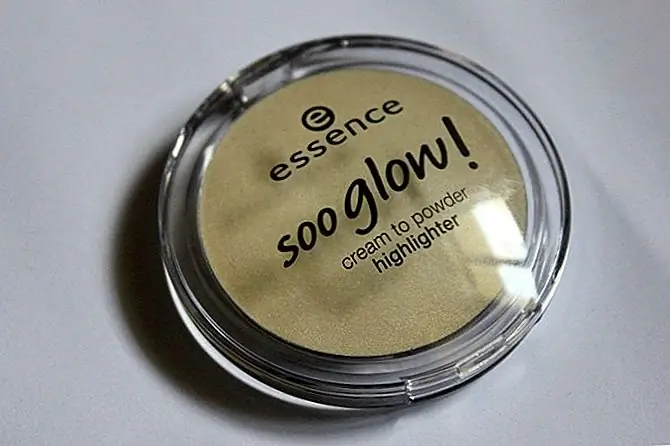 essence
soo glow!
cream to powder
highlighter